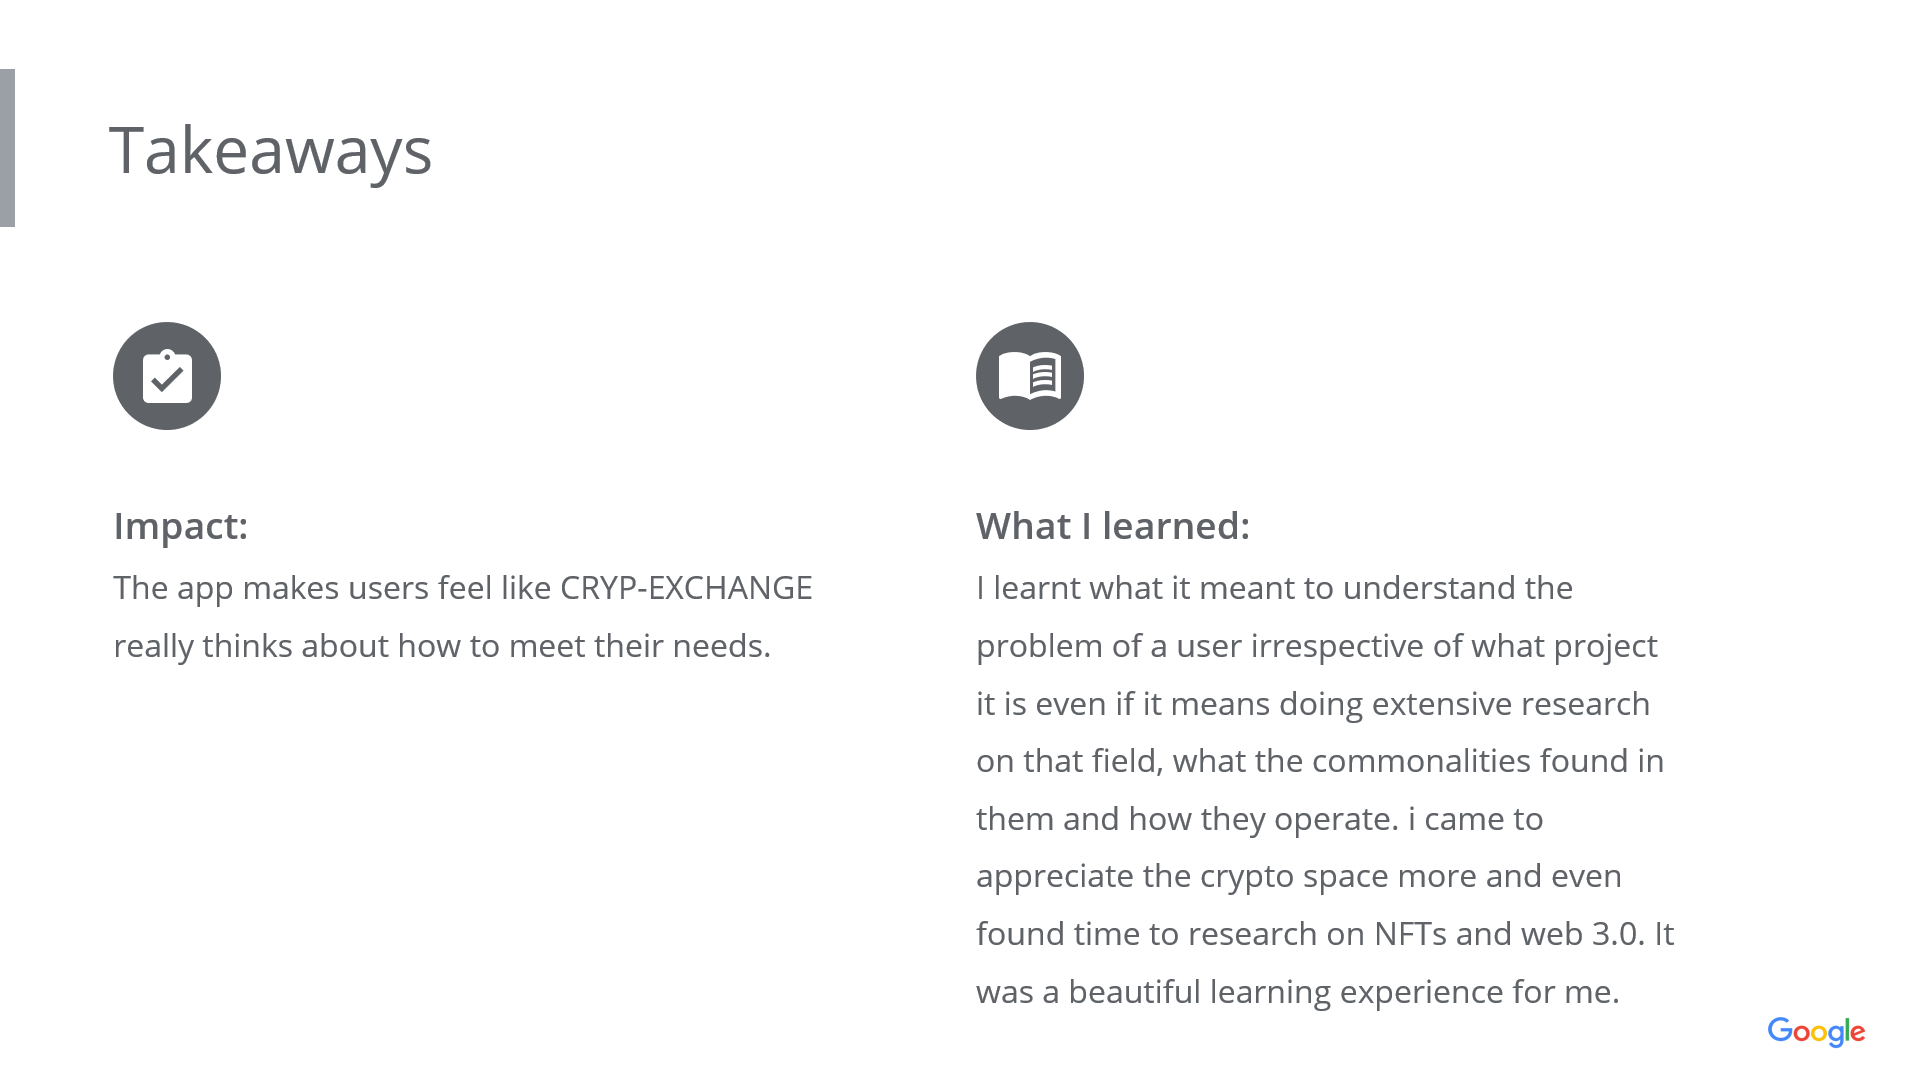 Takeaways
Impact:
The app makes users feel like CRYP-EXCHANGE
really thinks about how to meet their needs.
What I learned:
I learnt what it meant to understand the
problem of a user irrespective of what project
it is even if it means doing extensive research
on that field, what the commonalities found in
them and how they operate. i came to
appreciate the crypto space more and even
found time to research on NFTs and web 3.0. It
was a beautiful learning experience for me.
Google